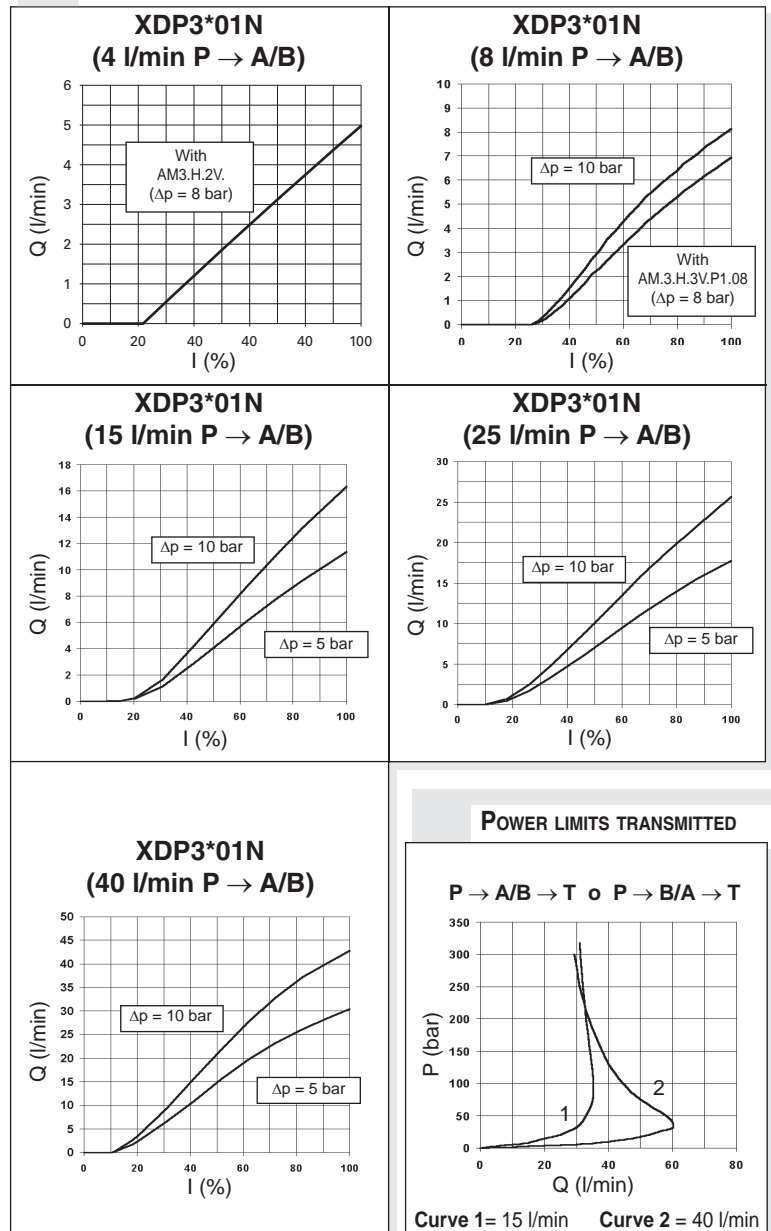 XDP3*01N
(4 l/min P → A/B)
6
5
4
3
2
1
0
Q (l/min)
With
AM3.H.2V.
(Δp = 8 bar)
0 20 40 40 40 100
I (%)
XDP3*01N
(8 l/min P → A/B)
10
9
8
7
6
5
4
3
2
1
0
Q (l/min)
Δp = 10 bar
With
AM.3.H.3V.P1.08
(Δp = 8 bar)
0 20 40 60 80 100
I (%)
XDP3*01N
(15 l/min P → A/B)
18
16
14
12
10
8
6
4
2
0
Q (l/min)
Δp = 10 bar
Δp = 5 bar
0 20 40 60 80 100
I (%)
XDP3*01N
(25 l/min P → A/B)
30
25
20
15
10
5
0
Q (l/min)
Δp = 10 bar
Δp = 5 bar
0 20 40 60 80 100
I (%)
XDP3*01N
(40 l/min P → A/B)
50
45
40
35
30
25
20
15
10
5
0
Q (l/min)
Δp = 10 bar
Δp = 5 bar
0 20 40 60 80 100
I (%)
POWER LIMITS TRANSMITTED
P → A/B → T o P → B/A → T
350
300
250
200
150
100
50
0
P (bar)
1
2
0 20 40 60 80
Q (l/min)
Curve 1= 15 l/min Curve 2 = 40 l/min